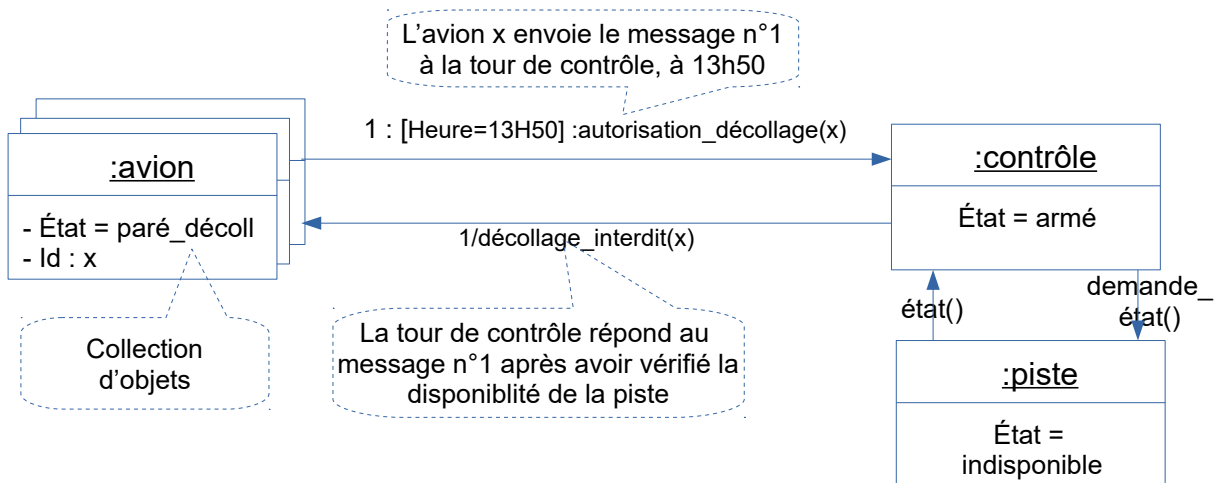 L'avion x envoie le message n°1
à la tour de contrôle, à 13h50
1 : [Heure=13H50] :autorisation_décollage(x)
:avion
- État = paré_décoll
- Id : x
:contrôle
État = armé
1/décollage_interdit(x)
état()
demande_
état()
Collection
d'objets
La tour de contrôle répond au
message n°1 après avoir vérifié la
disponiblité de la piste
:piste
État =
indisponible